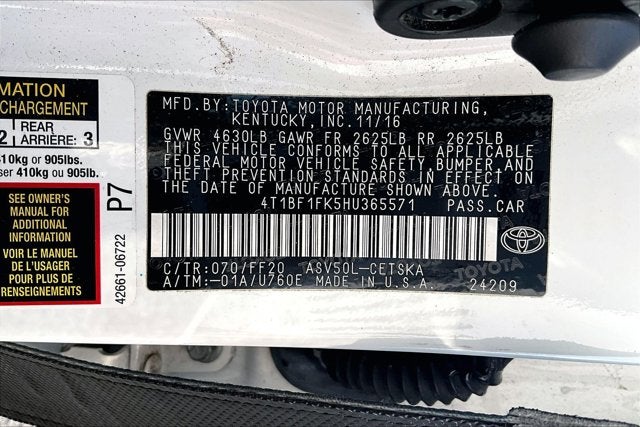 MATION
CHARGEMENT
2 REAR ARRIÈRE: 3
410kg or 905lbs.
ser 410kg ou 905lb.
SEE OWNER'S
MANUAL FOR
ADDITIONAL
INFORMATION
VOIR LE MANUEL
DE L'USAGER
POUR PLUS DE
RENSEIGNEMENTS
P7
42661-06722
MFD.BY:TOYOTA MOTOR MANUFACTURING,
KENTUCKY,INC.11/16
GVWR 4630LB GAWR FR 2625LB RR 2625LB
THIS VEHICLE CONFORMS TO ALL APPLICABLE
FEDERAL MOTOR VEHICLE SAFETY,BUMPER AND
THEFT PREVENTION STANDARDS IN EFFECT ON
THE DATE OF MANUFACTURE SHOWN ABOVE.
4T1BF1FK5HU365571 PASS.CAR
TOYOTA
C/TR:070/FF20 ASV50L-CETSKA
A/TM:-01A/U760E MADE IN U.S.A. 24209